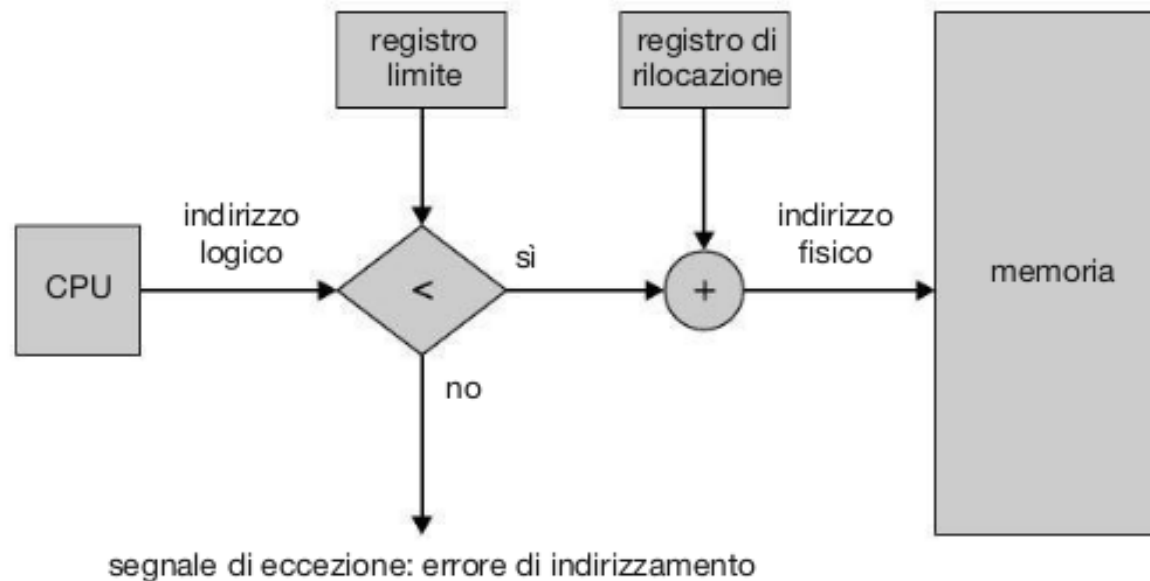 registro
limite
registro di
rilocazione
indirizzo
logico
indirizzo
fisico
CPU
<
sì
+
memoria
no
segnale di eccezione: errore di indirizzamento